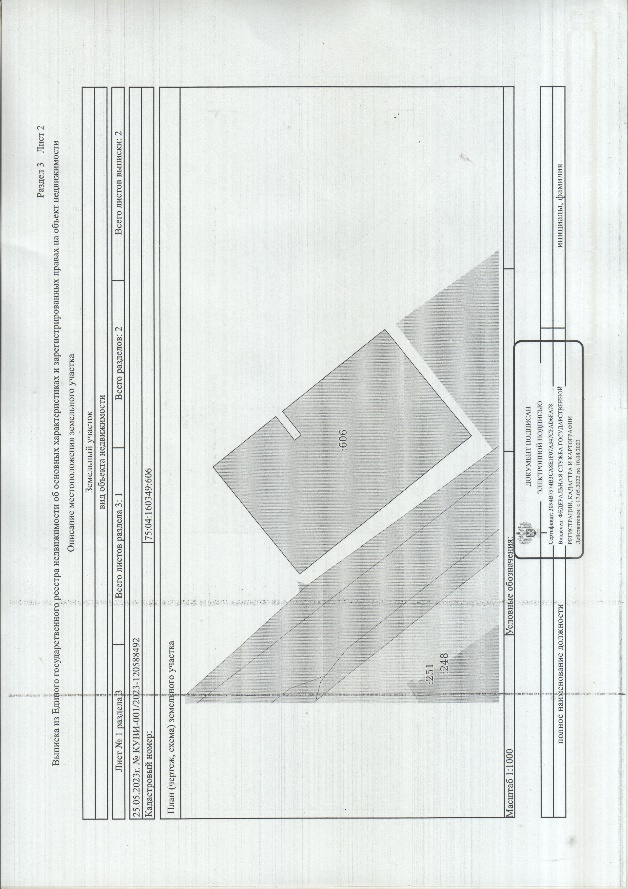 Раздел 3 Лист 2
Выписка из Единого государственного реестра недвижимости об основных характеристиках и зарегистрированных правах на объект недвижимости
Описание местоположения земельного участка
Земельный участок
вид объекта недвижимости
Лист № 1 раздела 3
Всего листов раздела 3: 1
Всего разделов: 2
Всего листов выписки: 2
25.05.2023г. № КУВИ-001/2023-120588492
Кадастровый номер:
75:04:160349:606
План (чертеж, схема) земельного участка
:606
:251
:248
Масштаб 1:1000
Условные обозначения:
ДОКУМЕНТ ПОДПИСАН
ЭЛЕКТРОННОЙ ПОДПИСЬЮ
Сертификат:
Владелец: ФЕДЕРАЛЬНАЯ СЛУЖБА ГОСУДАРСТВЕННОЙ
РЕГИСТРАЦИИ, КАДАСТРА И КАРТОГРАФИИ
Действителен: с
полное наименование должности
инициалы, фамилия